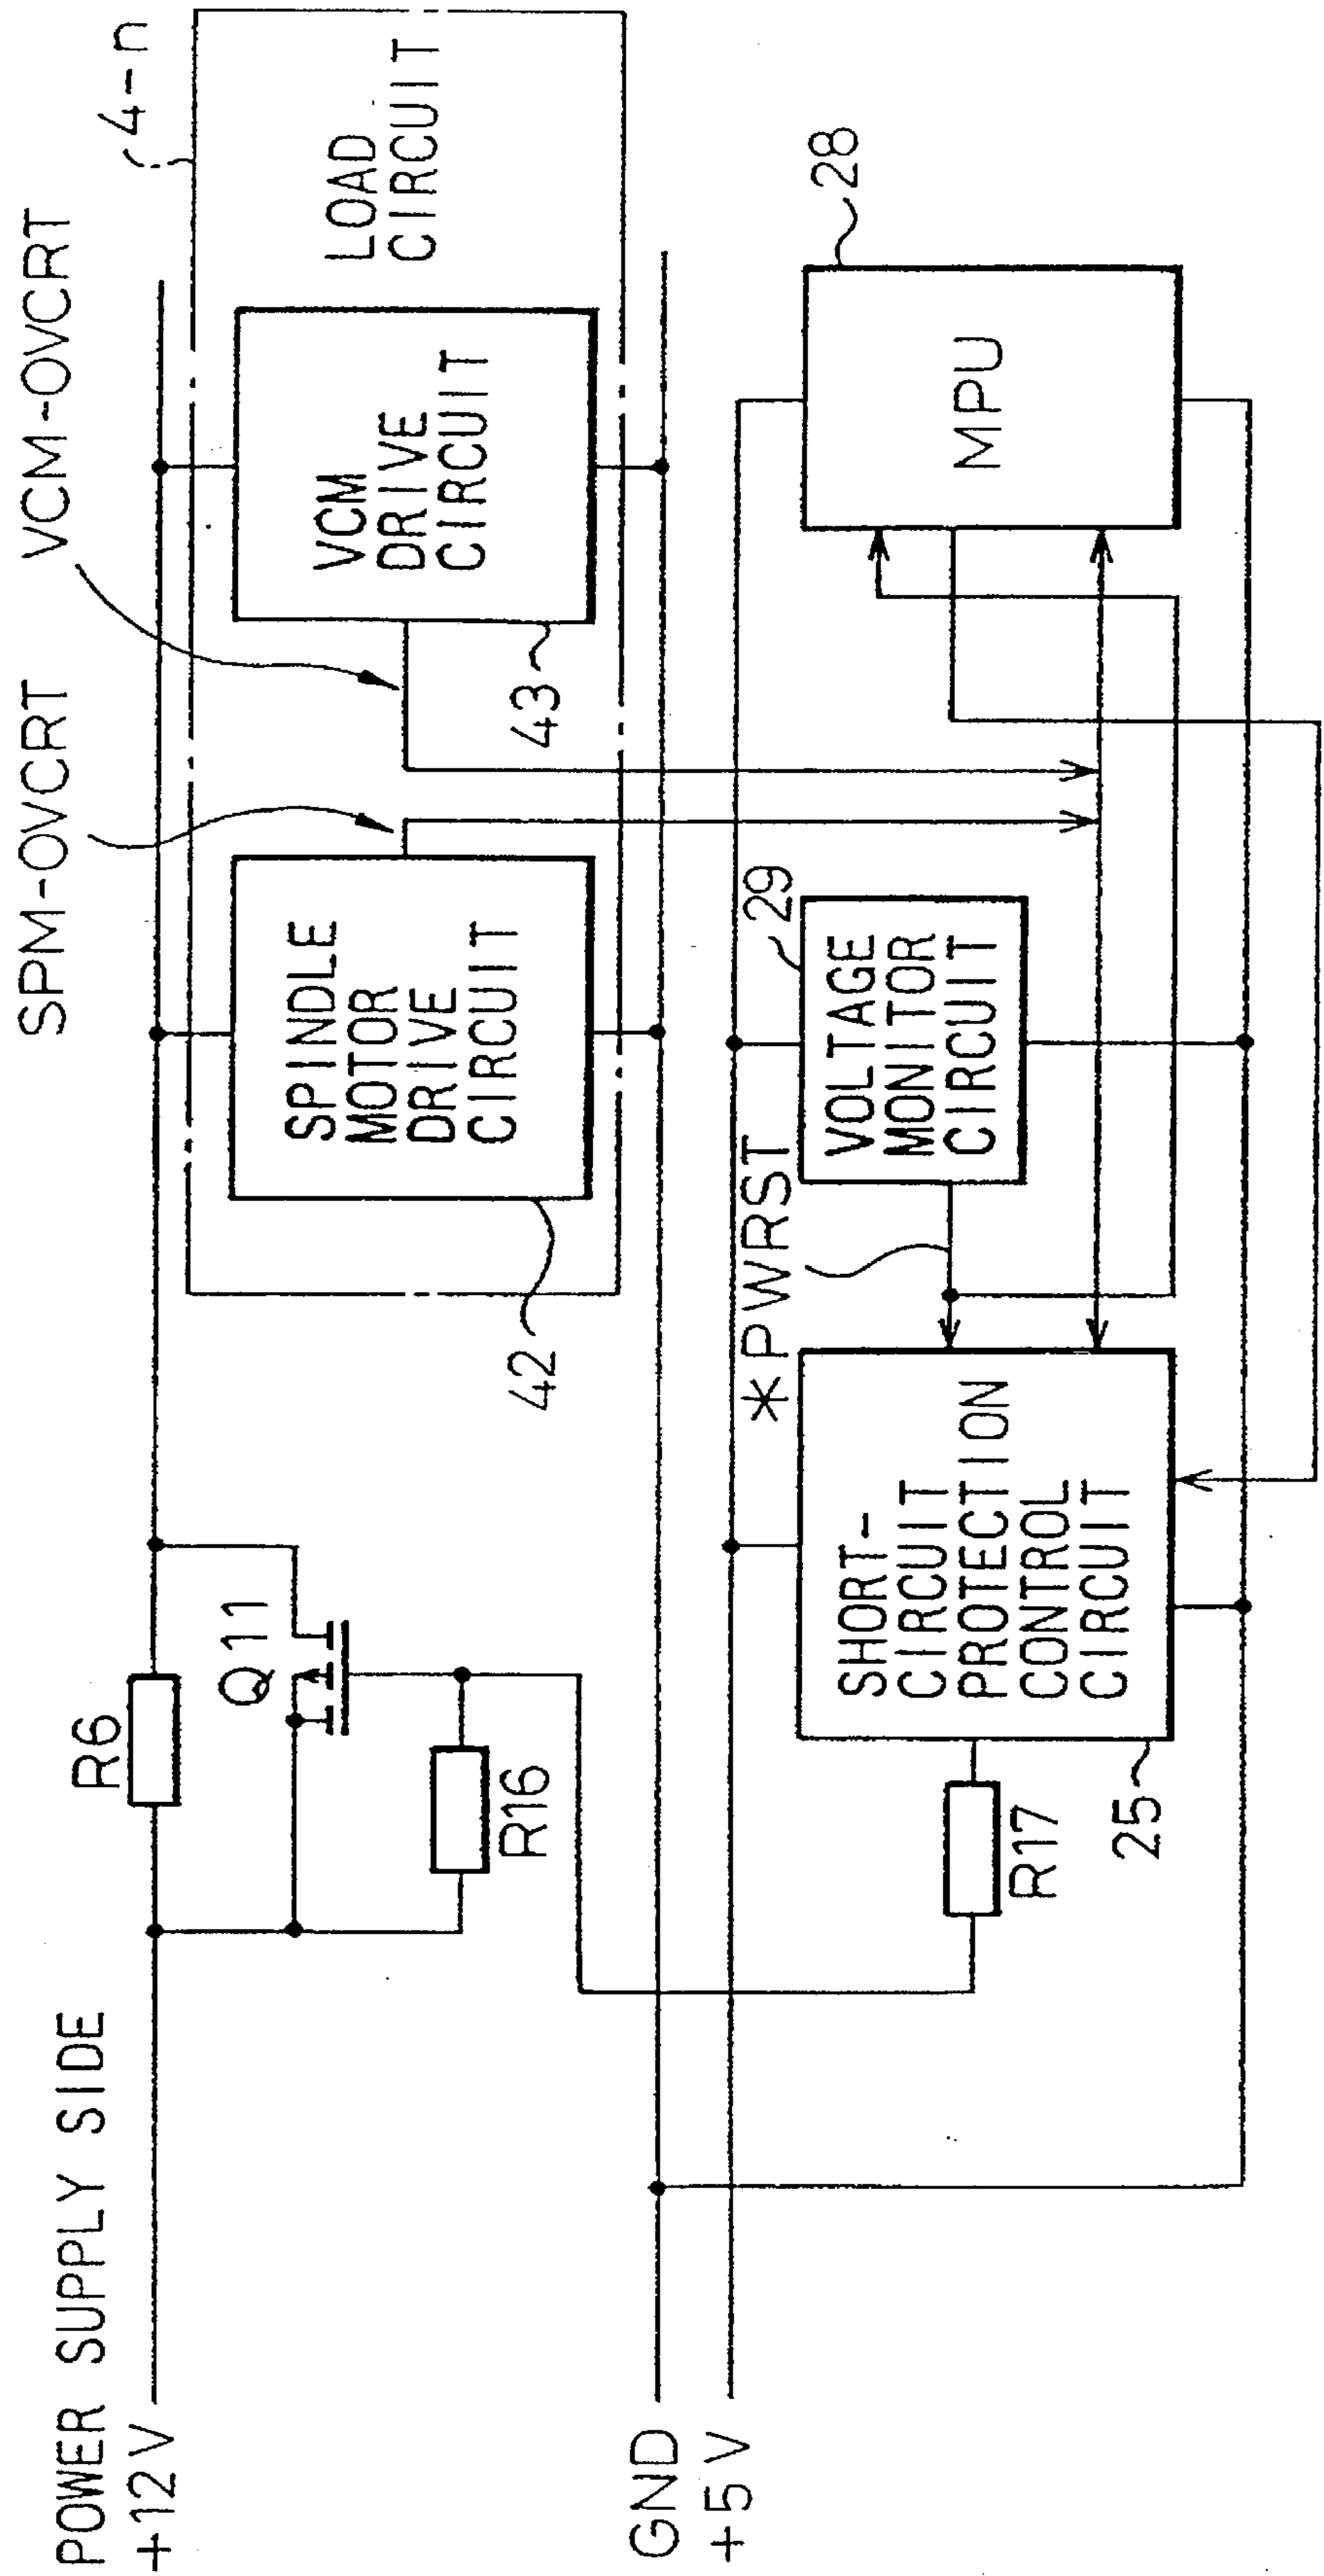 POWER SUPPLY SIDE
+12V
R6
Q11
R16
SPM-OVCRT
VCM-OVCRT
4-n
SPINDLE
MOTOR
DRIVE
CIRCUIT
42
VCM
DRIVE
CIRCUIT
43
LOAD
CIRCUIT
GND
+5V
R17
SHORT-
CIRCUIT
PROTECTION
CONTROL
CIRCUIT
25
*PWRST
VOLTAGE
MONITOR
CIRCUIT
29
MPU
28